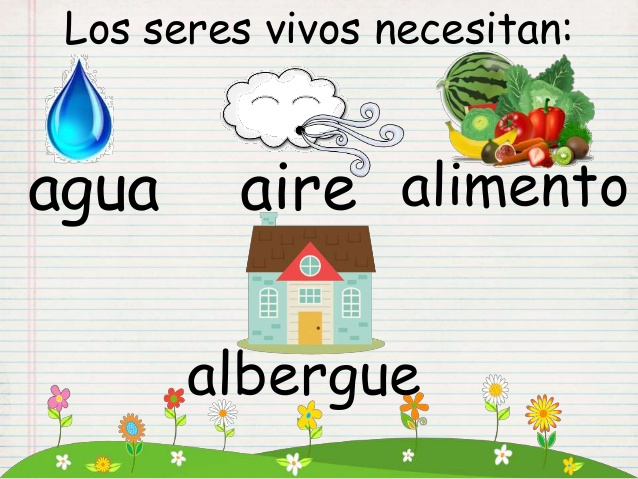 Los seres vivos necesitan:
agua aire alimento
albergue